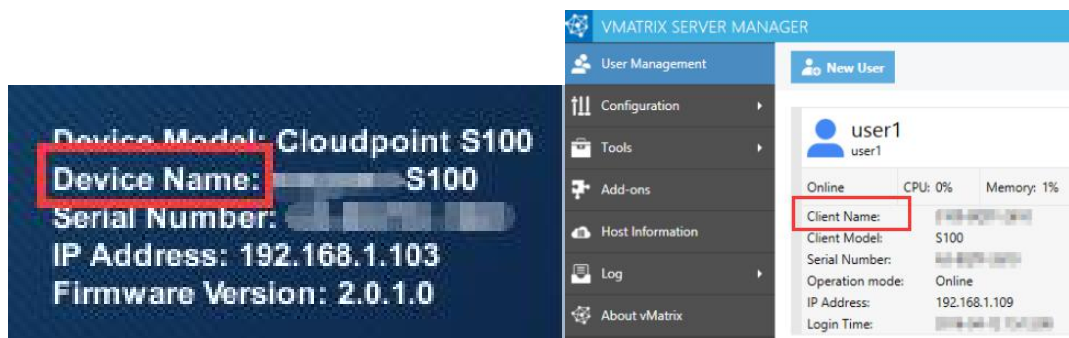 Device Model: Cloudpoint S100
Device Name: S100
Serial Number:
IP Address: 192.168.1.103
Firmware Version: 2.0.1.0
VMATRIX SERVER MANAGER
User Management
Configuration
Tools
Add-ons
Host Information
Log
About vMatrix
New User
user1
user1
Online CPU: 0% Memory: 1%
Client Name:
Client Model: S100
Serial Number:
Operation mode: Online
IP Address: 192.168.1.109
Login Time: